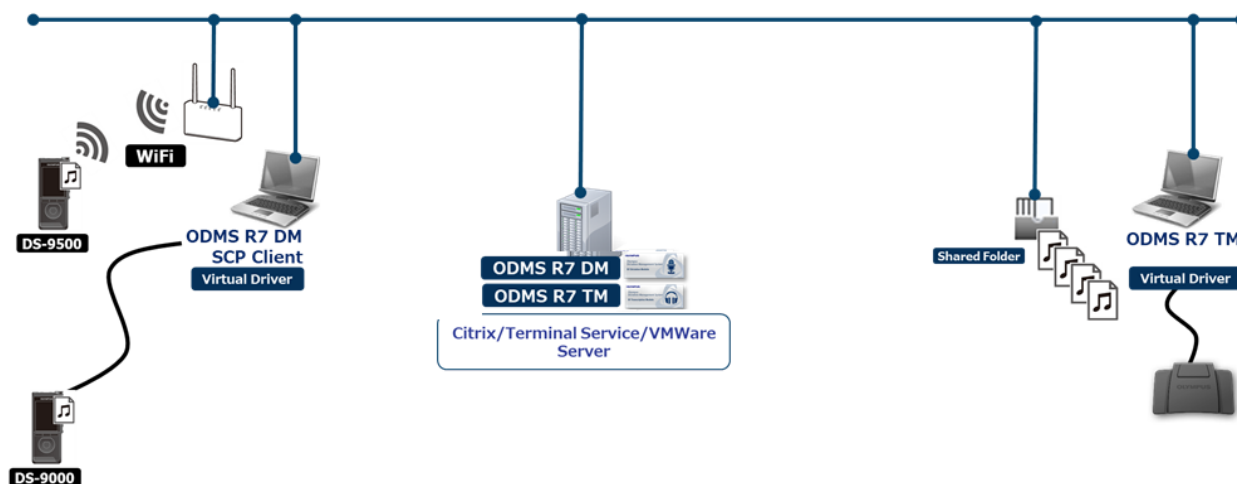 WiFi
DS-9500
ODMS R7 DM
SCP Client
Virtual Driver
DS-9000
ODMS R7 DM
ODMS R7 TM
Citrix/Terminal Service/VMWare
Server
Shared Folder
ODMS R7 TM
Virtual Driver
OLYMPUS